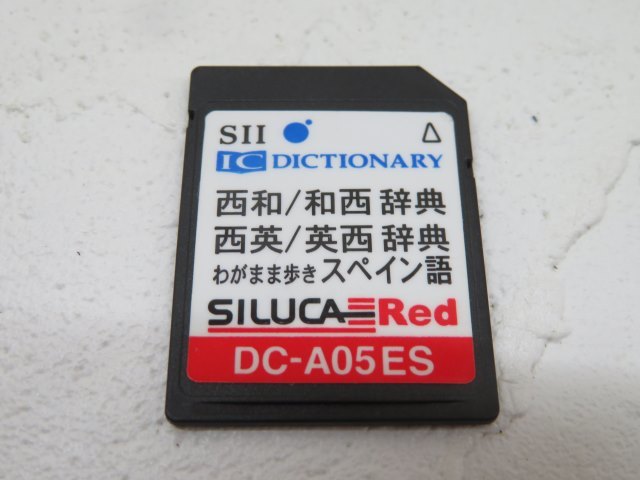 SII
IC DICTIONARY
西和/和西 辞典
西英/英西 辞典
わがまま歩き スペイン語
SILUCA Red
DC-A05ES